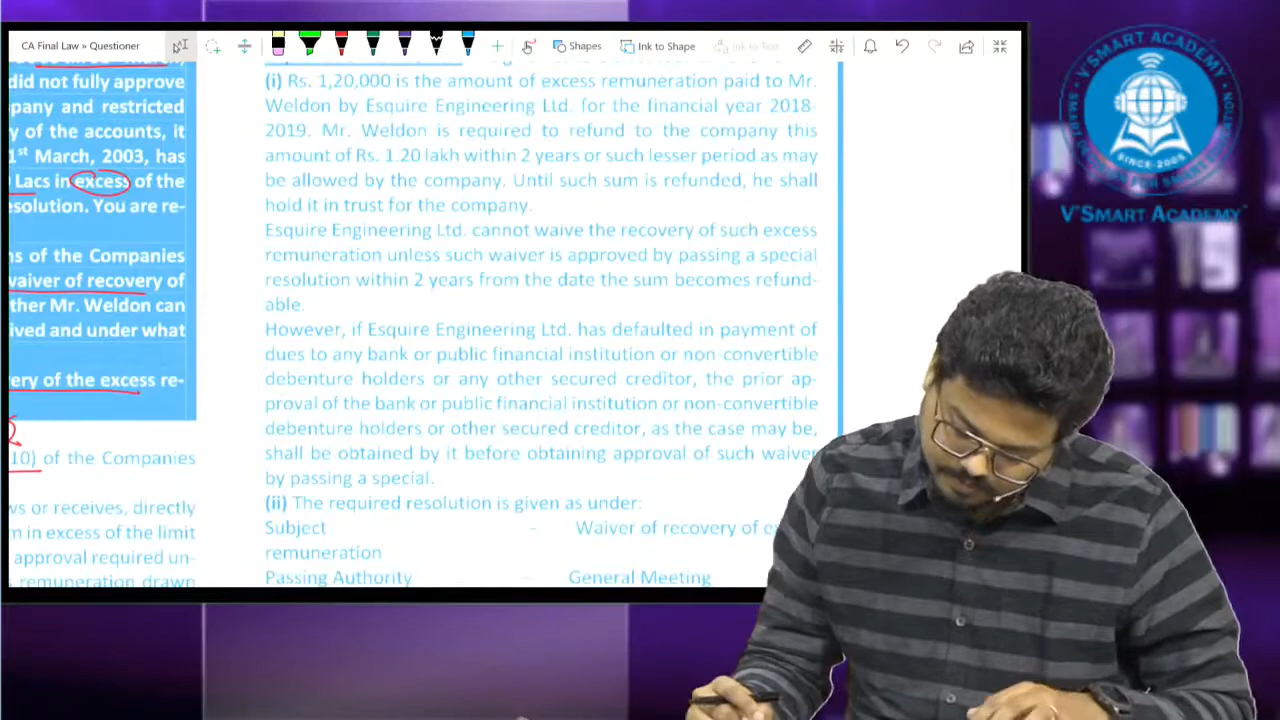 CA Final Law » Questioner
Shapes
Ink to Shape
Ink to Text
did not fully approve
pany and restricted
y of the accounts, it
1st March, 2003, has
Lacs in excess of the
esolution. You are re-
ns of the Companies
waiver of recovery of
ther Mr. Weldon can
ived and under what
very of the excess re-
10) of the Companies
ws or receives, directly
m in excess of the limit
approval required un-
remuneration drawn
(i) Rs. 1,20,000 is the amount of excess remuneration paid to Mr.
Weldon by Esquire Engineering Ltd. for the financial year 2018-
2019. Mr. Weldon is required to refund to the company this
amount of Rs. 1.20 lakh within 2 years or such lesser period as may
be allowed by the company. Until such sum is refunded, he shall
hold it in trust for the company.
Esquire Engineering Ltd. cannot waive the recovery of such excess
remuneration unless such waiver is approved by passing a special
resolution within 2 years from the date the sum becomes refund-
able.
However, if Esquire Engineering Ltd. has defaulted in payment of
dues to any bank or public financial institution or non-convertible
debenture holders or any other secured creditor, the prior ap-
proval of the bank or public financial institution or non-convertible
debenture holders or other secured creditor, as the case may be,
shall be obtained by it before obtaining approval of such waiver
by passing a special.
(ii) The required resolution is given as under:
Subject - Waiver of recovery of e
remuneration
Passing Authority - General Meeting
V'SMART ACADEMY
SINCE-2005
V'SMART ACADEMY